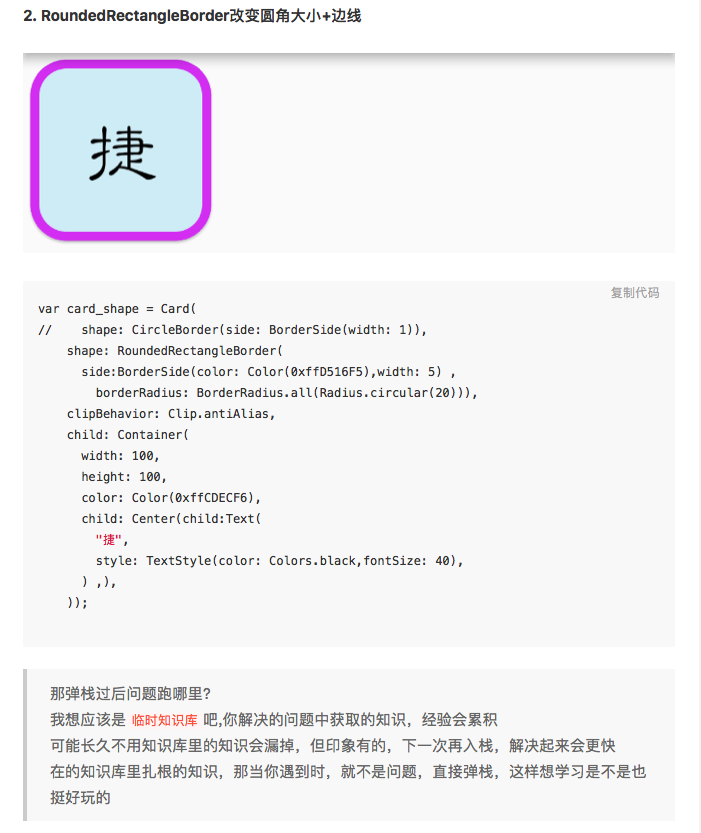 2. RoundedRectangleBorder改变圆角大小+边线
捷
复制代码
var card_shape = Card(
//    shape: CircleBorder(side: BorderSide(width: 1)),
    shape: RoundedRectangleBorder(
      side:BorderSide(color: Color(0xffD516F5),width: 5) ,
        borderRadius: BorderRadius.all(Radius.circular(20))),
    clipBehavior: Clip.antiAlias,
    child: Container(
      width: 100,
      height: 100,
      color: Color(0xffCDECF6),
      child: Center(child:Text(
        "捷",
        style: TextStyle(color: Colors.black,fontSize: 40),
      ) ,),
    ));
那弹栈过后问题跑哪里?
我想应该是 临时知识库 吧,你解决的问题中获取的知识，经验会累积
可能长久不用知识库里的知识会漏掉，但印象有的，下一次再入栈，解决起来会更快
在的知识库里扎根的知识，那当你遇到时，就不是问题，直接弹栈，这样想学习是不是也
挺好玩的